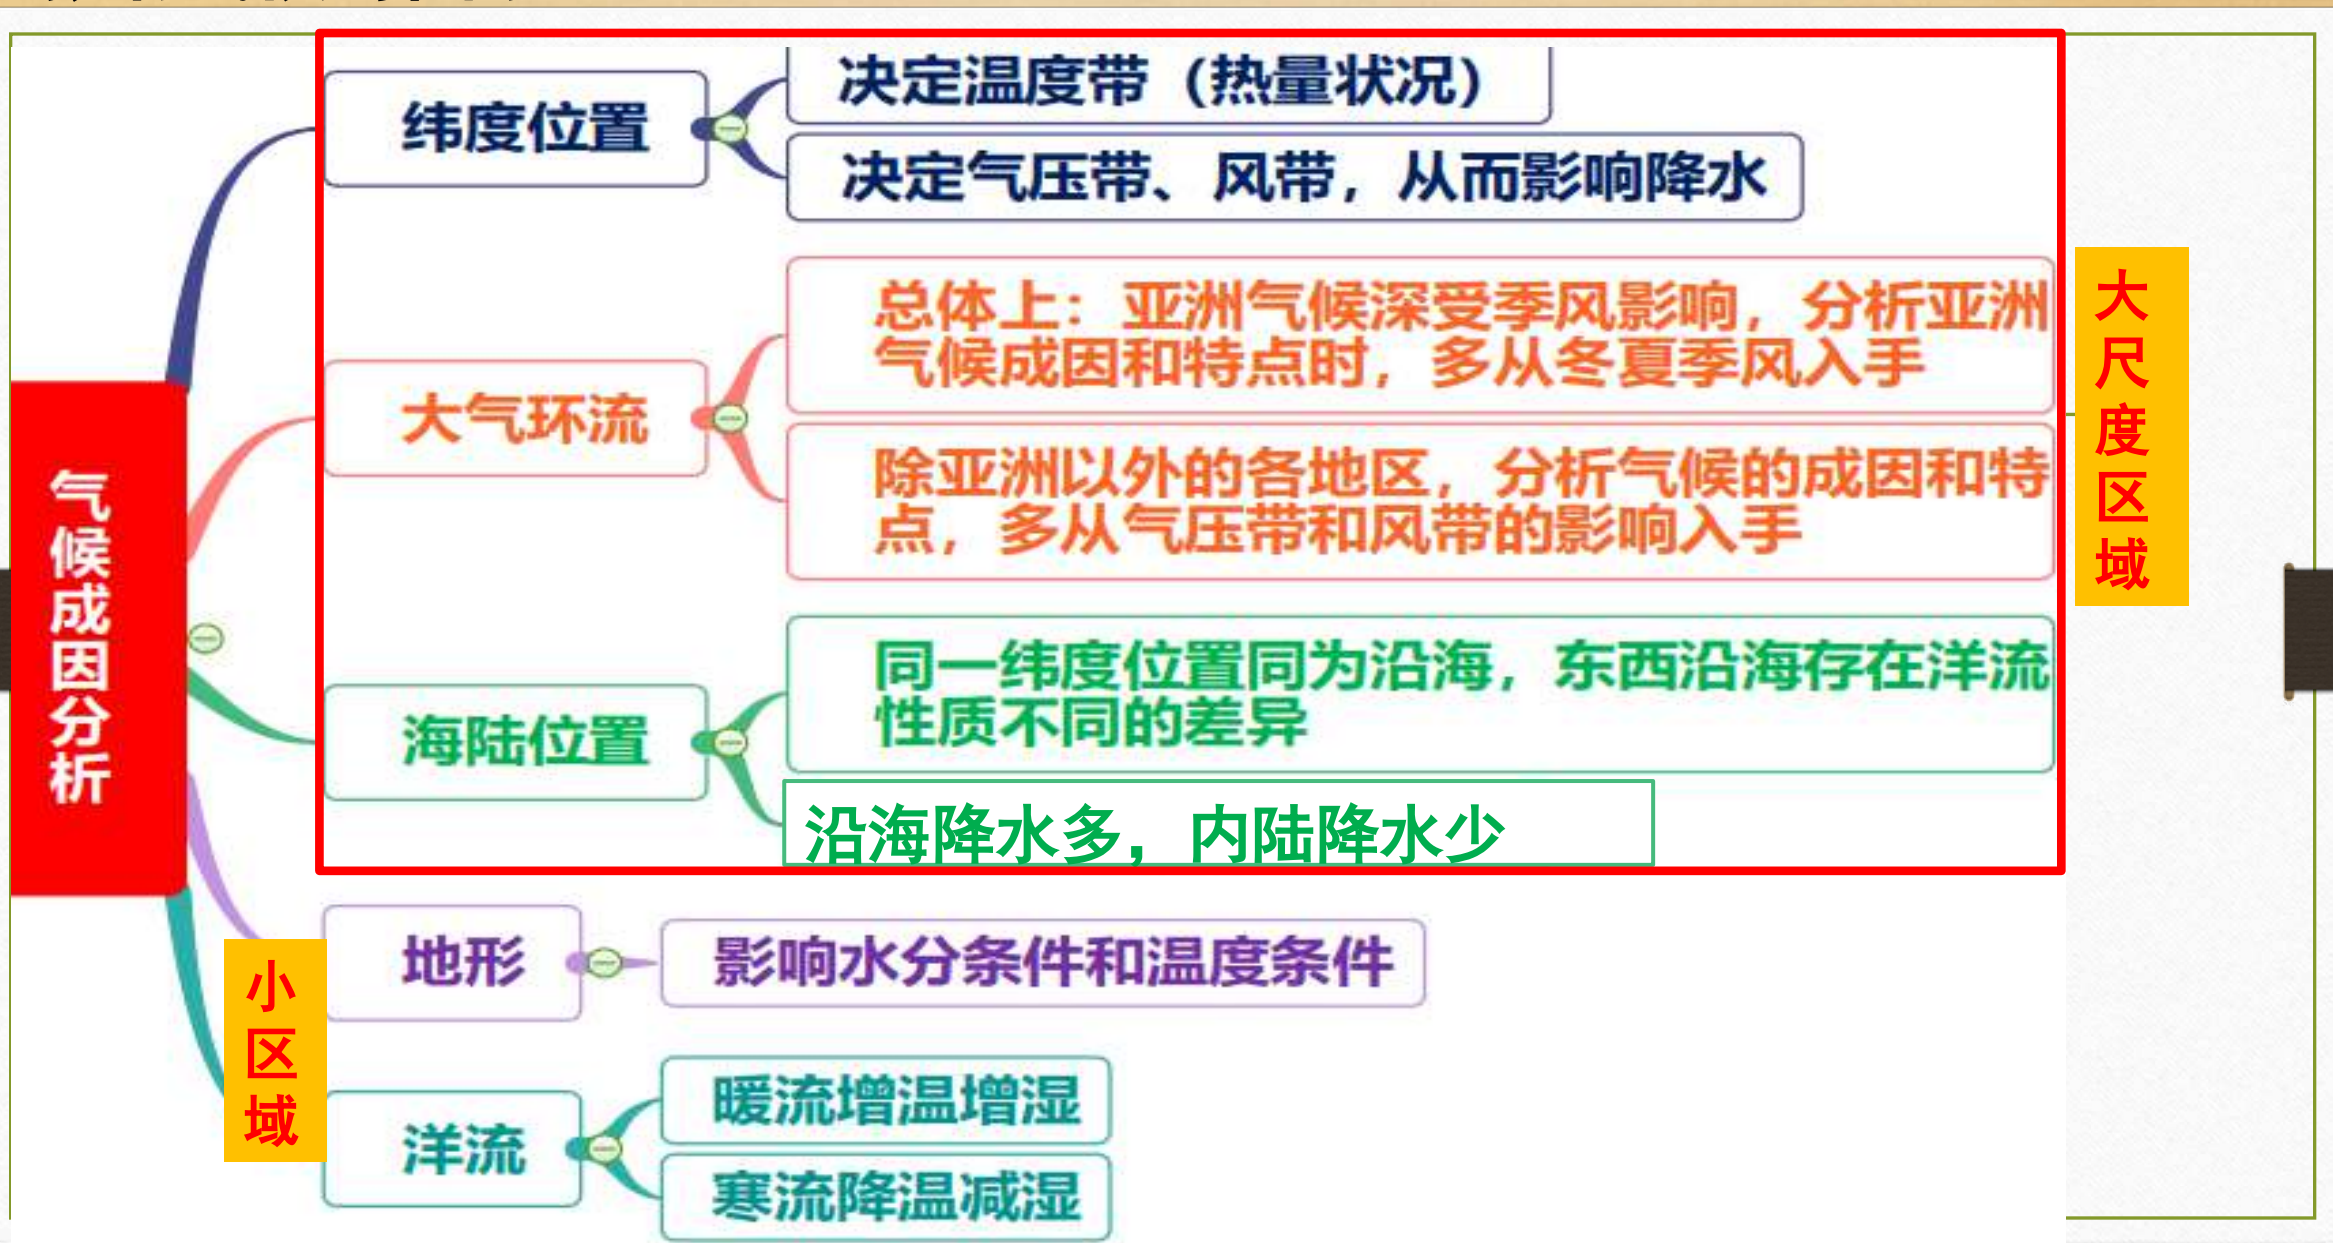 气候成因分析
纬度位置
决定温度带（热量状况）
决定气压带、风带，从而影响降水
大气环流
总体上：亚洲气候深受季风影响，分析亚洲
气候成因和特点时，多从冬夏季风入手
除亚洲以外的各地区，分析气候的成因和特
点，多从气压带和风带的影响入手
海陆位置
同一纬度位置同为沿海，东西沿海存在洋流
性质不同的差异
沿海降水多，内陆降水少
大尺度区域
地形
影响水分条件和温度条件
洋流
暖流增温增湿
寒流降温减湿
小区域